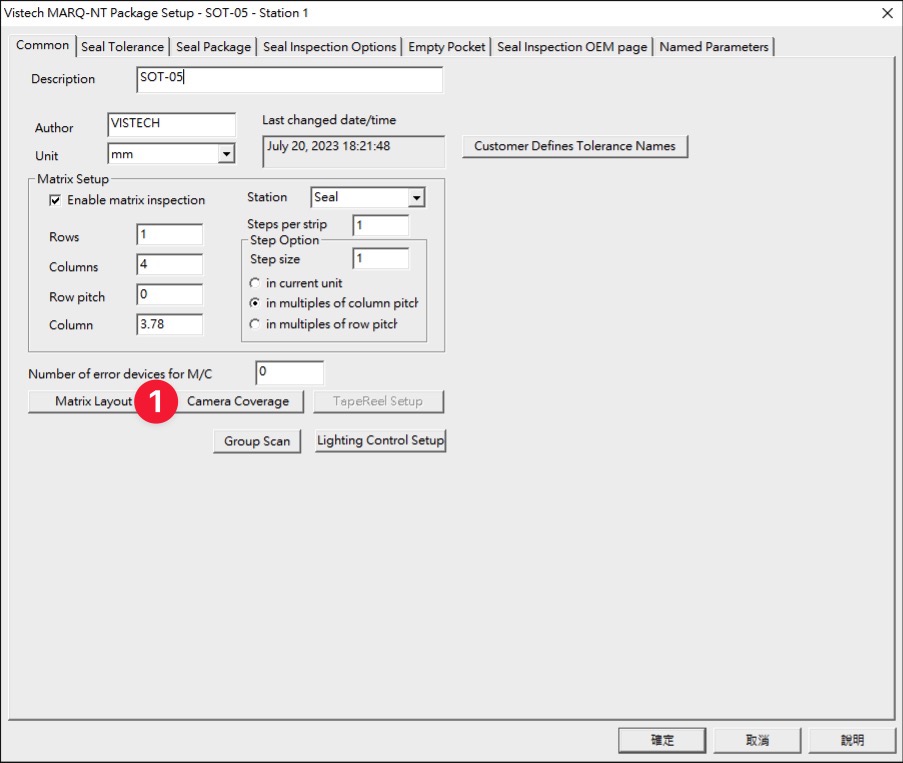 Vistech MARQ-NT Package Setup - SOT-05 - Station 1
Common Seal Tolerance Seal Package Seal Inspection Options Empty Pocket Seal Inspection OEM page Named Parameters
Description SOT-05
Author VISTECH
Last changed date/time
July 20, 2023 18:21:48
Unit mm
Customer Defines Tolerance Names
Matrix Setup
Enable matrix inspection
Station Seal
Steps per strip 1
Rows 1
Step Option
Step size 1
Columns 4
in current unit
Row pitch 0
in multiples of column pitch
Column 3.78
in multiples of row pitch
Number of error devices for M/C 0
Matrix Layout 1 Camera Coverage TapeReel Setup
Group Scan Lighting Control Setup
確定 取消 說明